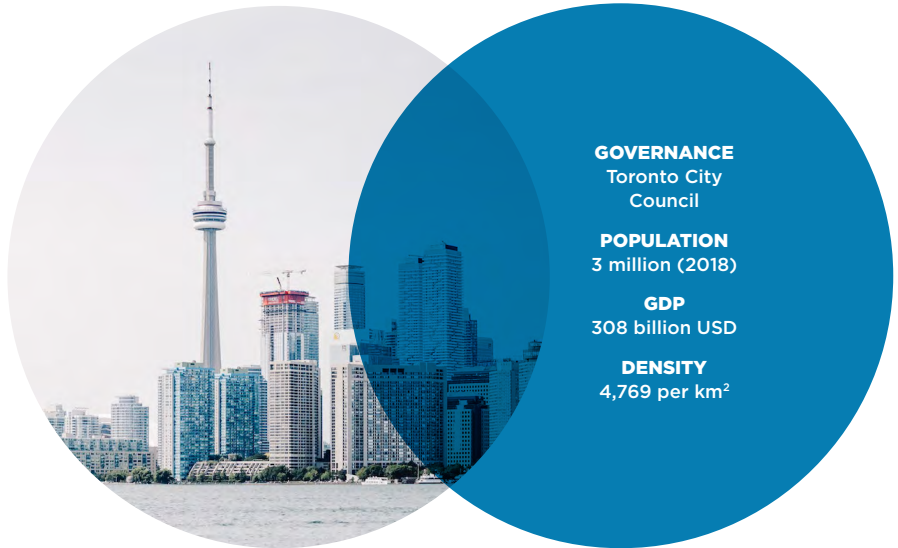 GOVERNANCE
Toronto City
Council
POPULATION
3 million (2018)
GDP
308 billion USD
DENSITY
4,769 per km²